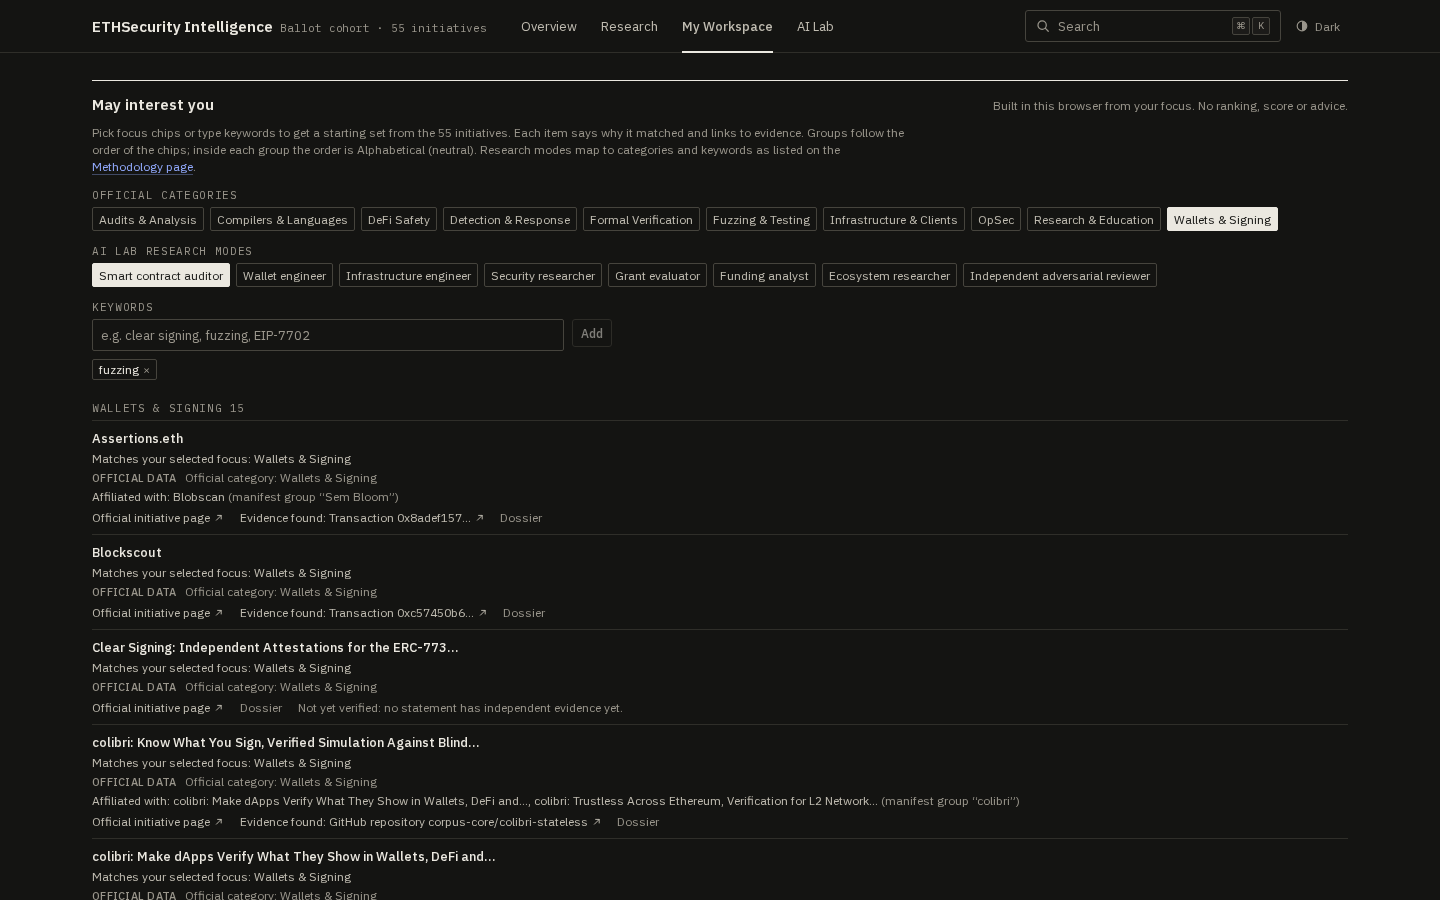 ETHSecurity Intelligence Ballot cohort · 55 initiatives Overview Research My Workspace AI Lab Search ⌘ K Dark
May interest you
Built in this browser from your focus. No ranking, score or advice.
Pick focus chips or type keywords to get a starting set from the 55 initiatives. Each item says why it matched and links to evidence. Groups follow the
order of the chips; inside each group the order is Alphabetical (neutral). Research modes map to categories and keywords as listed on the
Methodology page.
OFFICIAL CATEGORIES
Audits & Analysis Compilers & Languages DeFi Safety Detection & Response Formal Verification Fuzzing & Testing Infrastructure & Clients OpSec Research & Education Wallets & Signing
AI LAB RESEARCH MODES
Smart contract auditor Wallet engineer Infrastructure engineer Security researcher Grant evaluator Funding analyst Ecosystem researcher Independent adversarial reviewer
KEYWORDS
e.g. clear signing, fuzzing, EIP-7702 Add
fuzzing ×
WALLETS & SIGNING 15
Assertions.eth
Matches your selected focus: Wallets & Signing
OFFICIAL DATA Official category: Wallets & Signing
Affiliated with: Blobscan (manifest group “Sem Bloom”)
Official initiative page ↗ Evidence found: Transaction 0x8adef157… ↗ Dossier
Blockscout
Matches your selected focus: Wallets & Signing
OFFICIAL DATA Official category: Wallets & Signing
Official initiative page ↗ Evidence found: Transaction 0xc57450b6… ↗ Dossier
Clear Signing: Independent Attestations for the ERC-773…
Matches your selected focus: Wallets & Signing
OFFICIAL DATA Official category: Wallets & Signing
Official initiative page ↗ Dossier Not yet verified: no statement has independent evidence yet.
colibri: Know What You Sign, Verified Simulation Against Blind…
Matches your selected focus: Wallets & Signing
OFFICIAL DATA Official category: Wallets & Signing
Affiliated with: colibri: Make dApps Verify What They Show in Wallets, DeFi and…, colibri: Trustless Across Ethereum, Verification for L2 Network… (manifest group “colibri”)
Official initiative page ↗ Evidence found: GitHub repository corpus-core/colibri-stateless ↗ Dossier
colibri: Make dApps Verify What They Show in Wallets, DeFi and…
Matches your selected focus: Wallets & Signing
OFFICIAL DATA Official category: Wallets & Signing